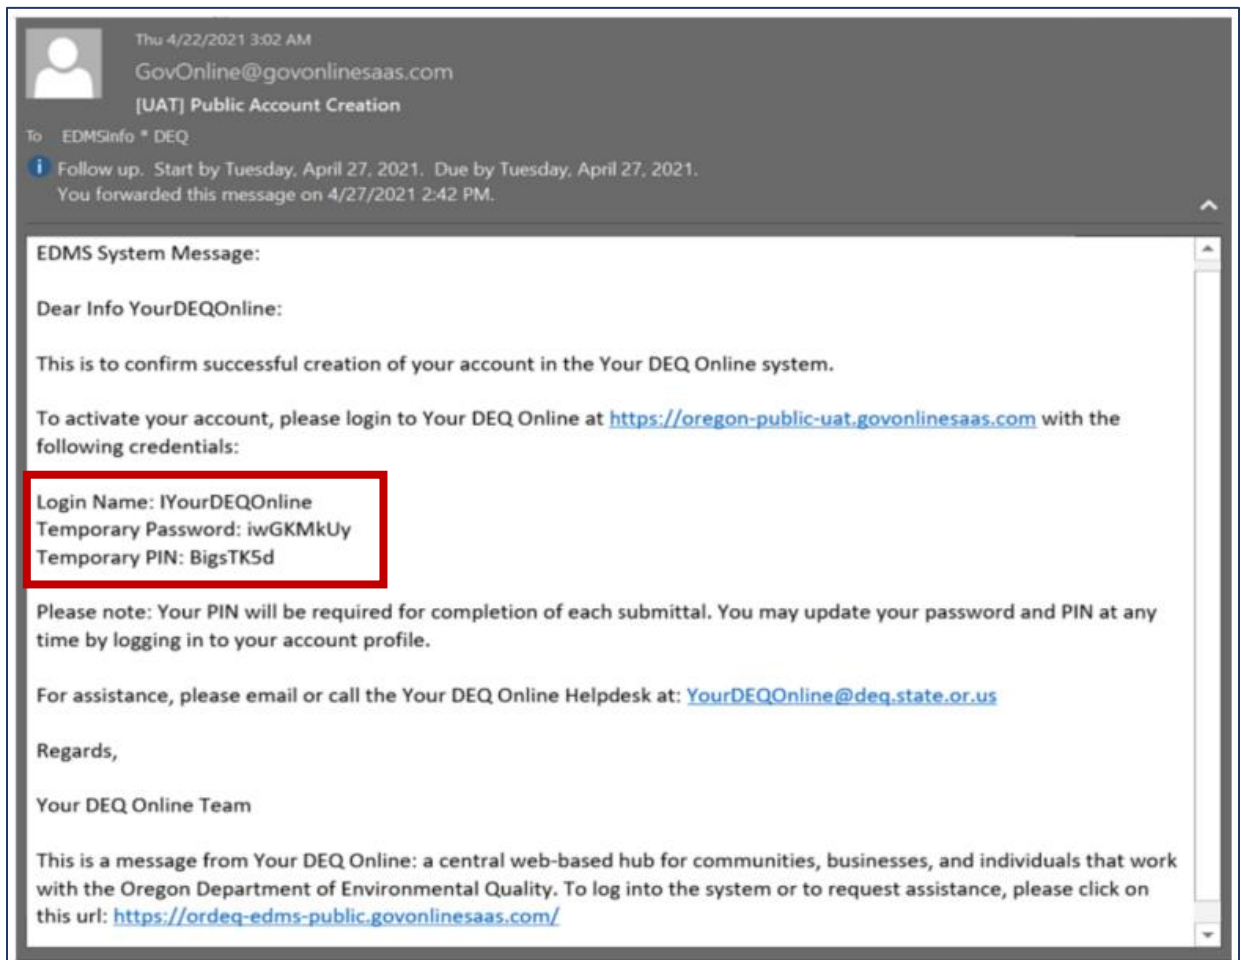 Thu 4/22/2021 3:02 AM
GovOnline@govonlinesaas.com
[UAT] Public Account Creation
To EDMSinfo * DEQ
Follow up. Start by Tuesday, April 27, 2021. Due by Tuesday, April 27, 2021.
You forwarded this message on 4/27/2021 2:42 PM.
EDMS System Message:
Dear Info YourDEQOnline:
This is to confirm successful creation of your account in the Your DEQ Online system.
To activate your account, please login to Your DEQ Online at https://oregon-public-uat.govonlinesaas.com with the
following credentials:
Login Name: IYourDEQOnline
Temporary Password: iwGKMkUy
Temporary PIN: BigsTK5d
Please note: Your PIN will be required for completion of each submittal. You may update your password and PIN at any
time by logging in to your account profile.
For assistance, please email or call the Your DEQ Online Helpdesk at: YourDEQOnline@deq.state.or.us
Regards,
Your DEQ Online Team
This is a message from Your DEQ Online: a central web-based hub for communities, businesses, and individuals that work
with the Oregon Department of Environmental Quality. To log into the system or to request assistance, please click on
this url: https://ordeq-edms-public.govonlinesaas.com/